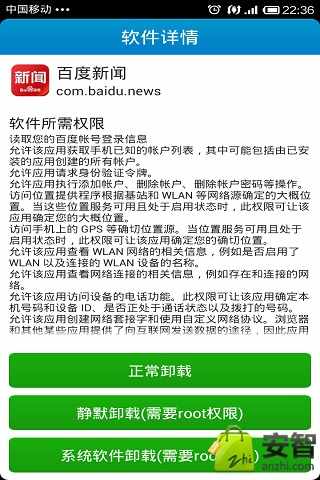 中国移动 ... 22:36
软件详情
新闻
Bai du 新闻
百度新闻
com.baidu.news
软件所需权限
读取您的百度帐号登录信息
允许该应用获取手机已知的帐户列表，其中可能包括由已安
装的应用创建的所有帐户。
允许应用请求身份验证令牌。
允许应用执行添加帐户、删除帐户、删除帐户密码等操作。
访问位置提供程序根据基站和 WLAN 等网络源确定的大概位
置。当这些位置服务可用且处于启用状态时，此权限可让该
应用确定您的大概位置。
访问手机上的 GPS 等确切位置源。当位置服务可用且处于
启用状态时，此权限可让该应用确定您的确切位置。
允许该应用查看 WLAN 网络的相关信息，例如是否启用了
WLAN 以及连接的 WLAN 设备的名称。
允许该应用查看网络连接的相关信息，例如存在和连接的网
络。
允许该应用访问设备的电话功能。此权限可让该应用确定本
机号码和设备 ID、是否正处于通话状态以及拨打的号码。
允许该应用创建网络套接字和使用自定义网络协议。浏览器
和其他某些应用提供了向互联网发送数据的途径，因此应用
正常卸载
静默卸载(需要root权限)
系统软件卸载(需要ro
安智
zhi
anzhi.com